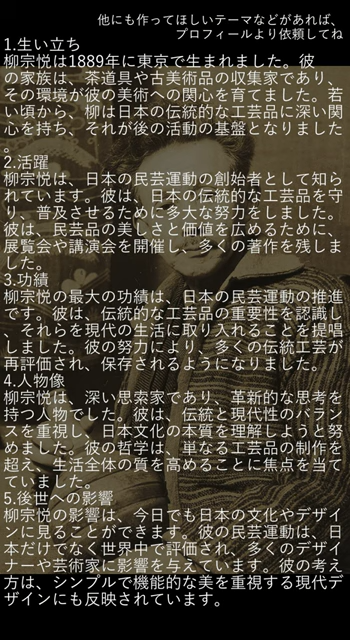 他にも作ってほしいテーマなどがあれば、
プロフィールより依頼してね
1.生い立ち
柳宗悦は1889年に東京で生まれました。彼
の家族は、茶道具や古美術品の収集家であり、
その環境が彼の美術への関心を育てました。若
い頃から、柳は日本の伝統的な工芸品に深い関
心を持ち、それが後の活動の基盤となりました
。
2.活躍
柳宗悦は、日本の民芸運動の創始者として知ら
れています。彼は、日本の伝統的な工芸品を守
り、普及させるために多大な努力をしました。
彼は、民芸品の美しさと価値を広めるために、
展覧会や講演会を開催し、多くの著作を残しま
した。
3.功績
柳宗悦の最大の功績は、日本の民芸運動の推進
です。彼は、伝統的な工芸品の重要性を認識し
、それらを現代の生活に取り入れることを提唱
しました。彼の努力により、多くの伝統工芸が
再評価され、保存されるようになりました。
4.人物像
柳宗悦は、深い思索家であり、革新的な思考を
持つ人物でした。彼は、伝統と現代性のバラン
スを重視し、日本文化の本質を理解しようと努
めました。彼の哲学は、単なる工芸品の制作を
超え、生活全体の質を高めることに焦点を当て
ていました。
5.後世への影響
柳宗悦の影響は、今日でも日本の文化やデザイ
ンに見ることができます。彼の民芸運動は、日
本だけでなく世界中で評価され、多くのデザイ
ナーや芸術家に影響を与えています。彼の考え
方は、シンプルで機能的な美を重視する現代デ
ザインにも反映されています。